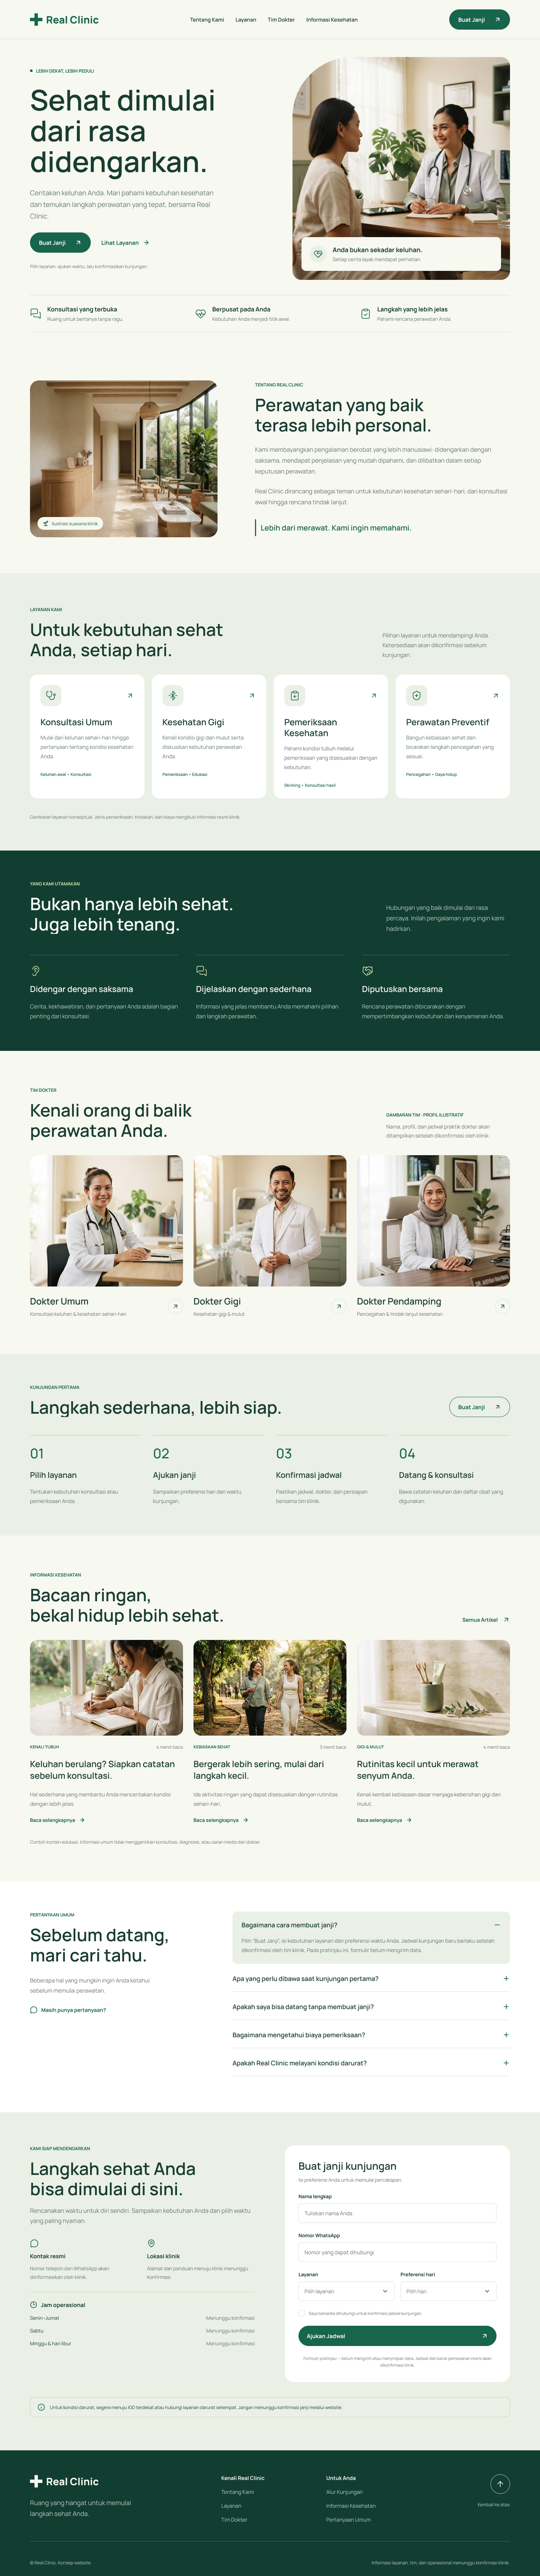 Real Clinic
Tentang Kami
Layanan
Tim Dokter
Informasi Kesehatan
Buat Janji
LEBIH DEKAT, LEBIH PEDULI
Sehat dimulai
dari rasa
didengarkan.
Ceritakan keluhan Anda. Mari pahami kebutuhan kesehatan
dan temukan langkah perawatan yang tepat, bersama Real
Clinic.
Buat Janji
Lihat Layanan
Pilih layanan, ajukan waktu, lalu konfirmasikan kunjungan.
Anda bukan sekadar keluhan.
Setiap cerita layak mendapat perhatian.
Konsultasi yang terbuka
Ruang untuk bertanya tanpa ragu.
Berpusat pada Anda
Kebutuhan Anda menjadi titik awal.
Langkah yang lebih jelas
Pahami rencana perawatan Anda.
Ilustrasi suasana klinik
TENTANG REAL CLINIC
Perawatan yang baik
terasa lebih personal.
Kami membayangkan pengalaman berobat yang lebih manusiawi: didengarkan dengan
saksama, mendapat penjelasan yang mudah dipahami, dan dilibatkan dalam setiap
keputusan perawatan.
Real Clinic dirancang sebagai teman untuk kebutuhan kesehatan sehari-hari, dari konsultasi
awal hingga rencana tindak lanjut.
Lebih dari merawat. Kami ingin memahami.
LAYANAN KAMI
Untuk kebutuhan sehat
Anda, setiap hari.
Pilihan layanan untuk mendampingi Anda.
Ketersediaan akan dikonfirmasi sebelum
kunjungan.
Konsultasi Umum
Mulai dari keluhan sehari-hari hingga
pertanyaan tentang kondisi kesehatan
Anda.
Keluhan awal • Konsultasi
Kesehatan Gigi
Kenali kondisi gigi dan mulut serta
diskusikan kebutuhan perawatan
Anda.
Pemeriksaan • Edukasi
Pemeriksaan
Kesehatan
Pahami kondisi tubuh melalui
pemeriksaan yang disesuaikan dengan
kebutuhan.
Skrining • Konsultasi hasil
Perawatan Preventif
Bangun kebiasaan sehat dan
bicarakan langkah pencegahan yang
sesuai.
Pencegahan • Gaya hidup
Gambaran layanan konseptual. Jenis pemeriksaan, tindakan, dan biaya mengikuti informasi resmi klinik.
YANG KAMI UTAMAKAN
Bukan hanya lebih sehat.
Juga lebih tenang.
Hubungan yang baik dimulai dari rasa
percaya. Inilah pengalaman yang ingin kami
hadirkan.
Didengar dengan saksama
Cerita, kekhawatiran, dan pertanyaan Anda adalah bagian
penting dari konsultasi.
Dijelaskan dengan sederhana
Informasi yang jelas membantu Anda memahami pilihan
dan langkah perawatan.
Diputuskan bersama
Rencana perawatan dibicarakan dengan
mempertimbangkan kebutuhan dan kenyamanan Anda.
TIM DOKTER
Kenali orang di balik
perawatan Anda.
GAMBARAN TIM · PROFIL ILUSTRATIF
Nama, profil, dan jadwal praktik dokter akan
ditampilkan setelah dikonfirmasi oleh klinik.
Dokter Umum
Konsultasi keluhan & kesehatan sehari-hari
Dokter Gigi
Kesehatan gigi & mulut
Dokter Pendamping
Pencegahan & tindak lanjut kesehatan
KUNJUNGAN PERTAMA
Langkah sederhana, lebih siap.
Buat Janji
01
Pilih layanan
Tentukan kebutuhan konsultasi atau
pemeriksaan Anda.
02
Ajukan janji
Sampaikan preferensi hari dan waktu
kunjungan.
03
Konfirmasi jadwal
Pastikan jadwal, dokter, dan persiapan
bersama tim klinik.
04
Datang & konsultasi
Bawa catatan keluhan dan daftar obat yang
digunakan.
INFORMASI KESEHATAN
Bacaan ringan,
bekal hidup lebih sehat.
Semua Artikel
KENALI TUBUH
4 menit baca
Keluhan berulang? Siapkan catatan
sebelum konsultasi.
Hal sederhana yang membantu Anda menceritakan kondisi
dengan lebih jelas.
Baca selengkapnya
KEBIASAAN SEHAT
3 menit baca
Bergerak lebih sering, mulai dari
langkah kecil.
Ide aktivitas ringan yang dapat disesuaikan dengan rutinitas
sehari-hari.
Baca selengkapnya
GIGI & MULUT
4 menit baca
Rutinitas kecil untuk merawat
senyum Anda.
Kenali kembali kebiasaan dasar menjaga kebersihan gigi dan
mulut.
Baca selengkapnya
Contoh konten edukasi. Informasi umum tidak menggantikan konsultasi, diagnosis, atau saran medis dari dokter.
PERTANYAAN UMUM
Sebelum datang,
mari cari tahu.
Beberapa hal yang mungkin ingin Anda ketahui
sebelum memulai perawatan.
Masih punya pertanyaan?
Bagaimana cara membuat janji?
Pilih "Buat Janji", isi kebutuhan layanan dan preferensi waktu Anda. Jadwal kunjungan baru berlaku setelah
dikonfirmasi oleh tim klinik. Pada pratinjau ini, formulir belum mengirim data.
Apa yang perlu dibawa saat kunjungan pertama?
Apakah saya bisa datang tanpa membuat janji?
Bagaimana mengetahui biaya pemeriksaan?
Apakah Real Clinic melayani kondisi darurat?
KAMI SIAP MENDENGARKAN
Langkah sehat Anda
bisa dimulai di sini.
Rencanakan waktu untuk diri sendiri. Sampaikan kebutuhan Anda dan pilih waktu
yang paling nyaman.
Kontak resmi
Nomor telepon dan WhatsApp akan
diinformasikan oleh klinik.
Lokasi klinik
Alamat dan panduan menuju klinik menunggu
konfirmasi.
Jam operasional
Senin–Jumat
Menunggu konfirmasi
Sabtu
Menunggu konfirmasi
Minggu & hari libur
Menunggu konfirmasi
Buat janji kunjungan
Isi preferensi Anda untuk memulai percakapan.
Nama lengkap
Tuliskan nama Anda
Nomor WhatsApp
Nomor yang dapat dihubungi
Layanan
Pilih layanan
Preferensi hari
Pilih hari
Saya bersedia dihubungi untuk konfirmasi jadwal kunjungan.
Ajukan Jadwal
Formulir pratinjau — belum mengirim atau menyimpan data. Jadwal dan kanal pemesanan resmi akan
dikonfirmasi klinik.
Untuk kondisi darurat, segera menuju IGD terdekat atau hubungi layanan darurat setempat. Jangan menunggu konfirmasi janji melalui website.
Real Clinic
Ruang yang hangat untuk memulai
langkah sehat Anda.
Kenali Real Clinic
Tentang Kami
Layanan
Tim Dokter
Untuk Anda
Alur Kunjungan
Informasi Kesehatan
Pertanyaan Umum
Kembali ke atas
© Real Clinic. Konsep website.
Informasi layanan, tim, dan operasional menunggu konfirmasi klinik.